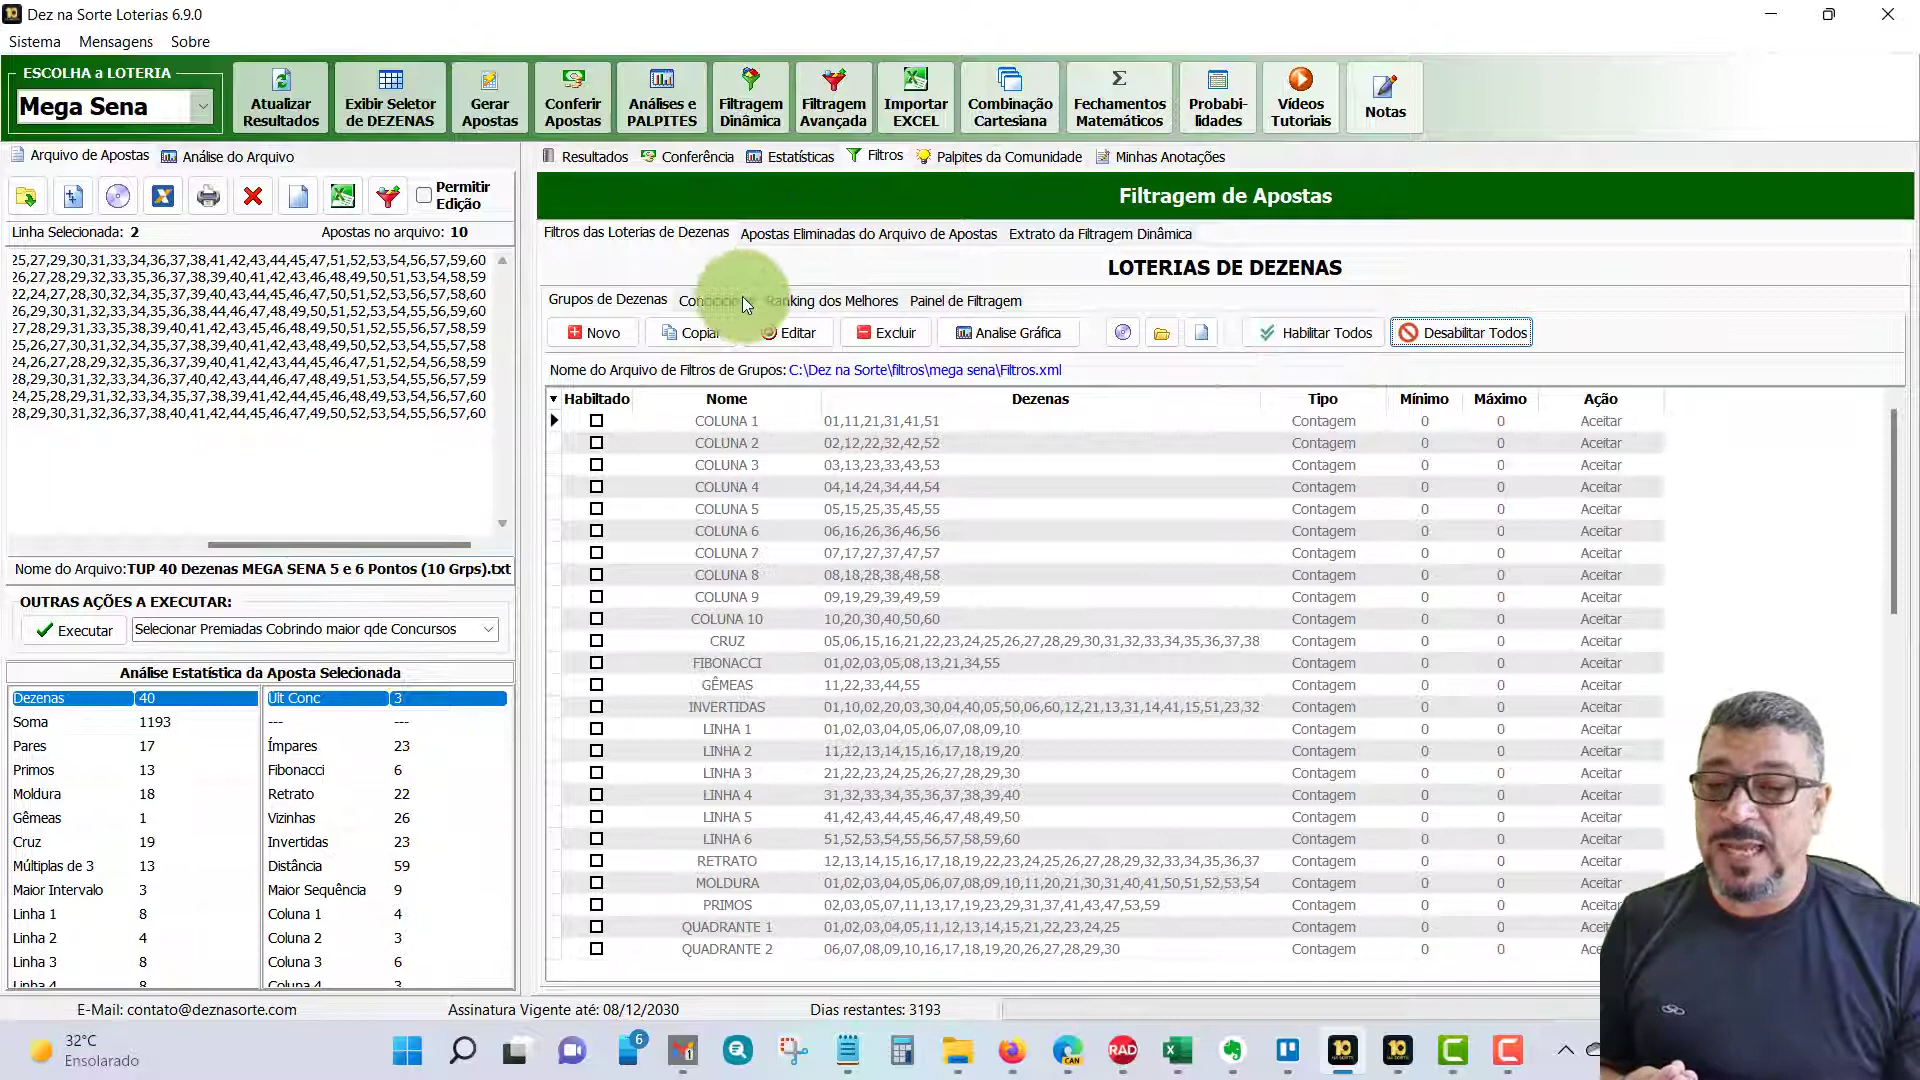 Dez na Sorte Loterias 6.9.0
Sistema Mensagens Sobre
ESCOLHA a LOTERIA
Mega Sena
Atualizar Resultados
Exibir Seletor de DEZENAS
Gerar Apostas
Conferir Apostas
Análises e PALPITES
Filtragem Dinâmica
Filtragem Avançada
Importar EXCEL
Combinação Cartesiana
Fechamentos Matemáticos
Probabi-lidades
Vídeos Tutoriais
Notas
Arquivo de Apostas Análise do Arquivo
Permitir Edição
Linha Selecionada: 2 Apostas no arquivo: 10
25,27,29,30,31,33,34,36,37,38,41,42,43,44,45,47,51,52,53,54,56,57,59,60
26,27,28,29,32,33,35,36,38,39,40,41,42,43,46,48,49,50,51,53,54,58,59
22,24,27,28,30,32,34,35,37,39,40,43,44,45,46,47,50,51,52,53,56,57,58,60
26,29,30,31,32,33,34,35,36,38,44,46,47,48,49,50,51,53,54,55,56,57,59,60
27,28,29,31,33,35,38,39,40,41,42,43,44,46,47,50,51,52,53,55,56,57,58,59
25,26,27,30,31,32,33,34,36,37,38,39,40,41,42,43,44,46,50,53,54,55,57,58
24,26,27,28,29,32,35,36,37,38,39,40,41,42,43,44,45,46,47,51,53,54,58,59
28,29,30,31,32,33,34,36,37,40,42,43,44,46,47,48,49,51,53,54,55,56,57,59
24,25,28,29,30,31,33,34,35,37,38,39,41,42,43,44,45,46,48,49,53,54,56,59
28,29,30,31,32,36,37,38,40,41,42,44,45,46,47,49,50,52,53,54,55,56,57,60
Nome do Arquivo:TUP 40 Dezenas MEGA SENA 5 e 6 Pontos (10 Grps).txt
OUTRAS AÇÕES A EXECUTAR:
Executar Selecionar Premiadas Cobrindo maior qde Concursos
Análise Estatística da Aposta Selecionada
Dezenas 40 Ult Conc 3
Soma 1193 --- ---
Pares 17 Ímpares 23
Primos 13 Fibonacci 6
Moldura 18 Retrato 22
Gêmeas 1 Vizinhas 26
Cruz 19 Invertidas 23
Múltiplas de 3 13 Distância 59
Maior Intervalo 3 Maior Sequência 9
Linha 1 8 Coluna 1 4
Linha 2 4 Coluna 2 3
Linha 3 8 Coluna 3 6
Linha 4 8 Coluna 4 3
Resultados Conferência Estatísticas Filtros Palpites da Comunidade Minhas Anotações
Filtragem de Apostas
Filtros das Loterias de Dezenas Apostas Eliminadas do Arquivo de Apostas Extrato da Filtragem Dinâmica
LOTERIAS DE DEZENAS
Grupos de Dezenas Ranking dos Melhores Painel de Filtragem
Novo Copiar Editar Excluir Analise Gráfica Habilitar Todos Desabilitar Todos
Nome do Arquivo de Filtros de Grupos: C:\Dez na Sorte\filtros\mega sena\Filtros.xml
Habiltado Nome Dezenas Tipo Mínimo Máximo Ação
COLUNA 1 01,11,21,31,41,51 Contagem 0 0 Aceitar
COLUNA 2 02,12,22,32,42,52 Contagem 0 0 Aceitar
COLUNA 3 03,13,23,33,43,53 Contagem 0 0 Aceitar
COLUNA 4 04,14,24,34,44,54 Contagem 0 0 Aceitar
COLUNA 5 05,15,25,35,45,55 Contagem 0 0 Aceitar
COLUNA 6 06,16,26,36,46,56 Contagem 0 0 Aceitar
COLUNA 7 07,17,27,37,47,57 Contagem 0 0 Aceitar
COLUNA 8 08,18,28,38,48,58 Contagem 0 0 Aceitar
COLUNA 9 09,19,29,39,49,59 Contagem 0 0 Aceitar
COLUNA 10 10,20,30,40,50,60 Contagem 0 0 Aceitar
CRUZ 05,06,15,16,21,22,23,24,25,26,27,28,29,30,31,32,33,34,35,36,37,38 Contagem 0 0 Aceitar
FIBONACCI 01,02,03,05,08,13,21,34,55 Contagem 0 0 Aceitar
GÊMEAS 11,22,33,44,55 Contagem 0 0 Aceitar
INVERTIDAS 01,10,02,20,03,30,04,40,05,50,06,60,12,21,13,31,14,41,15,51,23,32 Contagem 0 0 Aceitar
LINHA 1 01,02,03,04,05,06,07,08,09,10 Contagem 0 0 Aceitar
LINHA 2 11,12,13,14,15,16,17,18,19,20 Contagem 0 0 Aceitar
LINHA 3 21,22,23,24,25,26,27,28,29,30 Contagem 0 0 Aceitar
LINHA 4 31,32,33,34,35,36,37,38,39,40 Contagem 0 0 Aceitar
LINHA 5 41,42,43,44,45,46,47,48,49,50 Contagem 0 0 Aceitar
LINHA 6 51,52,53,54,55,56,57,58,59,60 Contagem 0 0 Aceitar
RETRATO 12,13,14,15,16,17,18,19,22,23,24,25,26,27,28,29,32,33,34,35,36,37 Contagem 0 0 Aceitar
MOLDURA 01,02,03,04,05,06,07,08,09,10,11,20,21,30,31,40,41,50,51,52,53,54 Contagem 0 0 Aceitar
PRIMOS 02,03,05,07,11,13,17,19,23,29,31,37,41,43,47,53,59 Contagem 0 0 Aceitar
QUADRANTE 1 01,02,03,04,05,11,12,13,14,15,21,22,23,24,25 Contagem 0 0 Aceitar
QUADRANTE 2 06,07,08,09,10,16,17,18,19,20,26,27,28,29,30 Contagem 0 0
E-Mail: contato@deznasorte.com Assinatura Vigente até: 08/12/2030 Dias restantes: 3193
32°C
Ensolarado
6
1
CAN
RAD
10
10